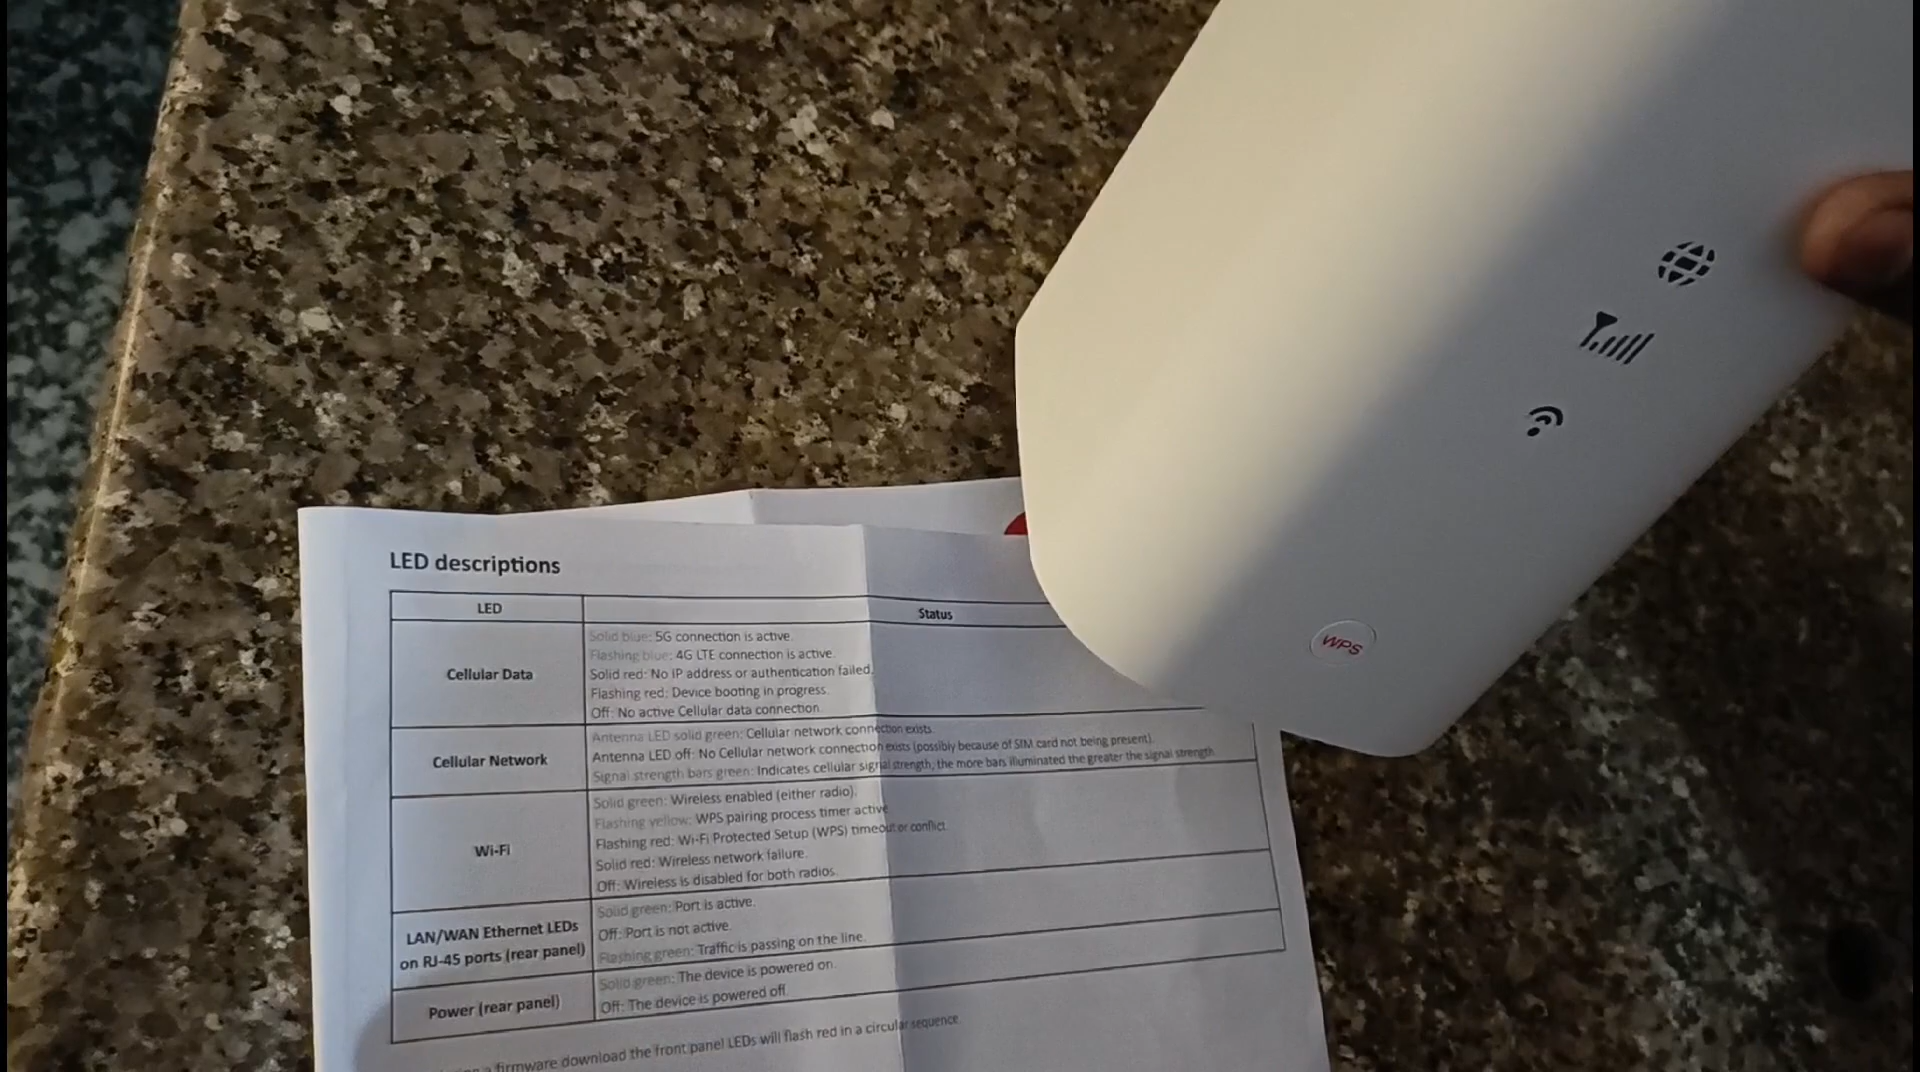 LED descriptions
LED
Status
Cellular Data
Solid blue: 5G connection is active.
Flashing blue: 4G LTE connection is active.
Solid red: No IP address or authentication failed.
Flashing red: Device booting in progress.
Off: No active Cellular data connection.
Cellular Network
Antenna LED solid green: Cellular network connection exists.
Antenna LED off: No Cellular network connection exists (possibly because of SIM card not being present).
Signal strength bars green: Indicates cellular signal strength; the more bars illuminated the greater the signal strength.
Wi-Fi
Solid green: Wireless enabled (either radio).
Flashing yellow: WPS pairing process timer active
Flashing red: Wi-Fi Protected Setup (WPS) timeout or conflict.
Solid red: Wireless network failure.
Off: Wireless is disabled for both radios.
LAN/WAN Ethernet LEDs
on RJ-45 ports (rear panel)
Solid green: Port is active.
Off: Port is not active.
Flashing green: Traffic is passing on the line.
Power (rear panel)
Solid green: The device is powered on.
Off: The device is powered off.
firmware download the front panel LEDs will flash red in a circular sequence.
WPS